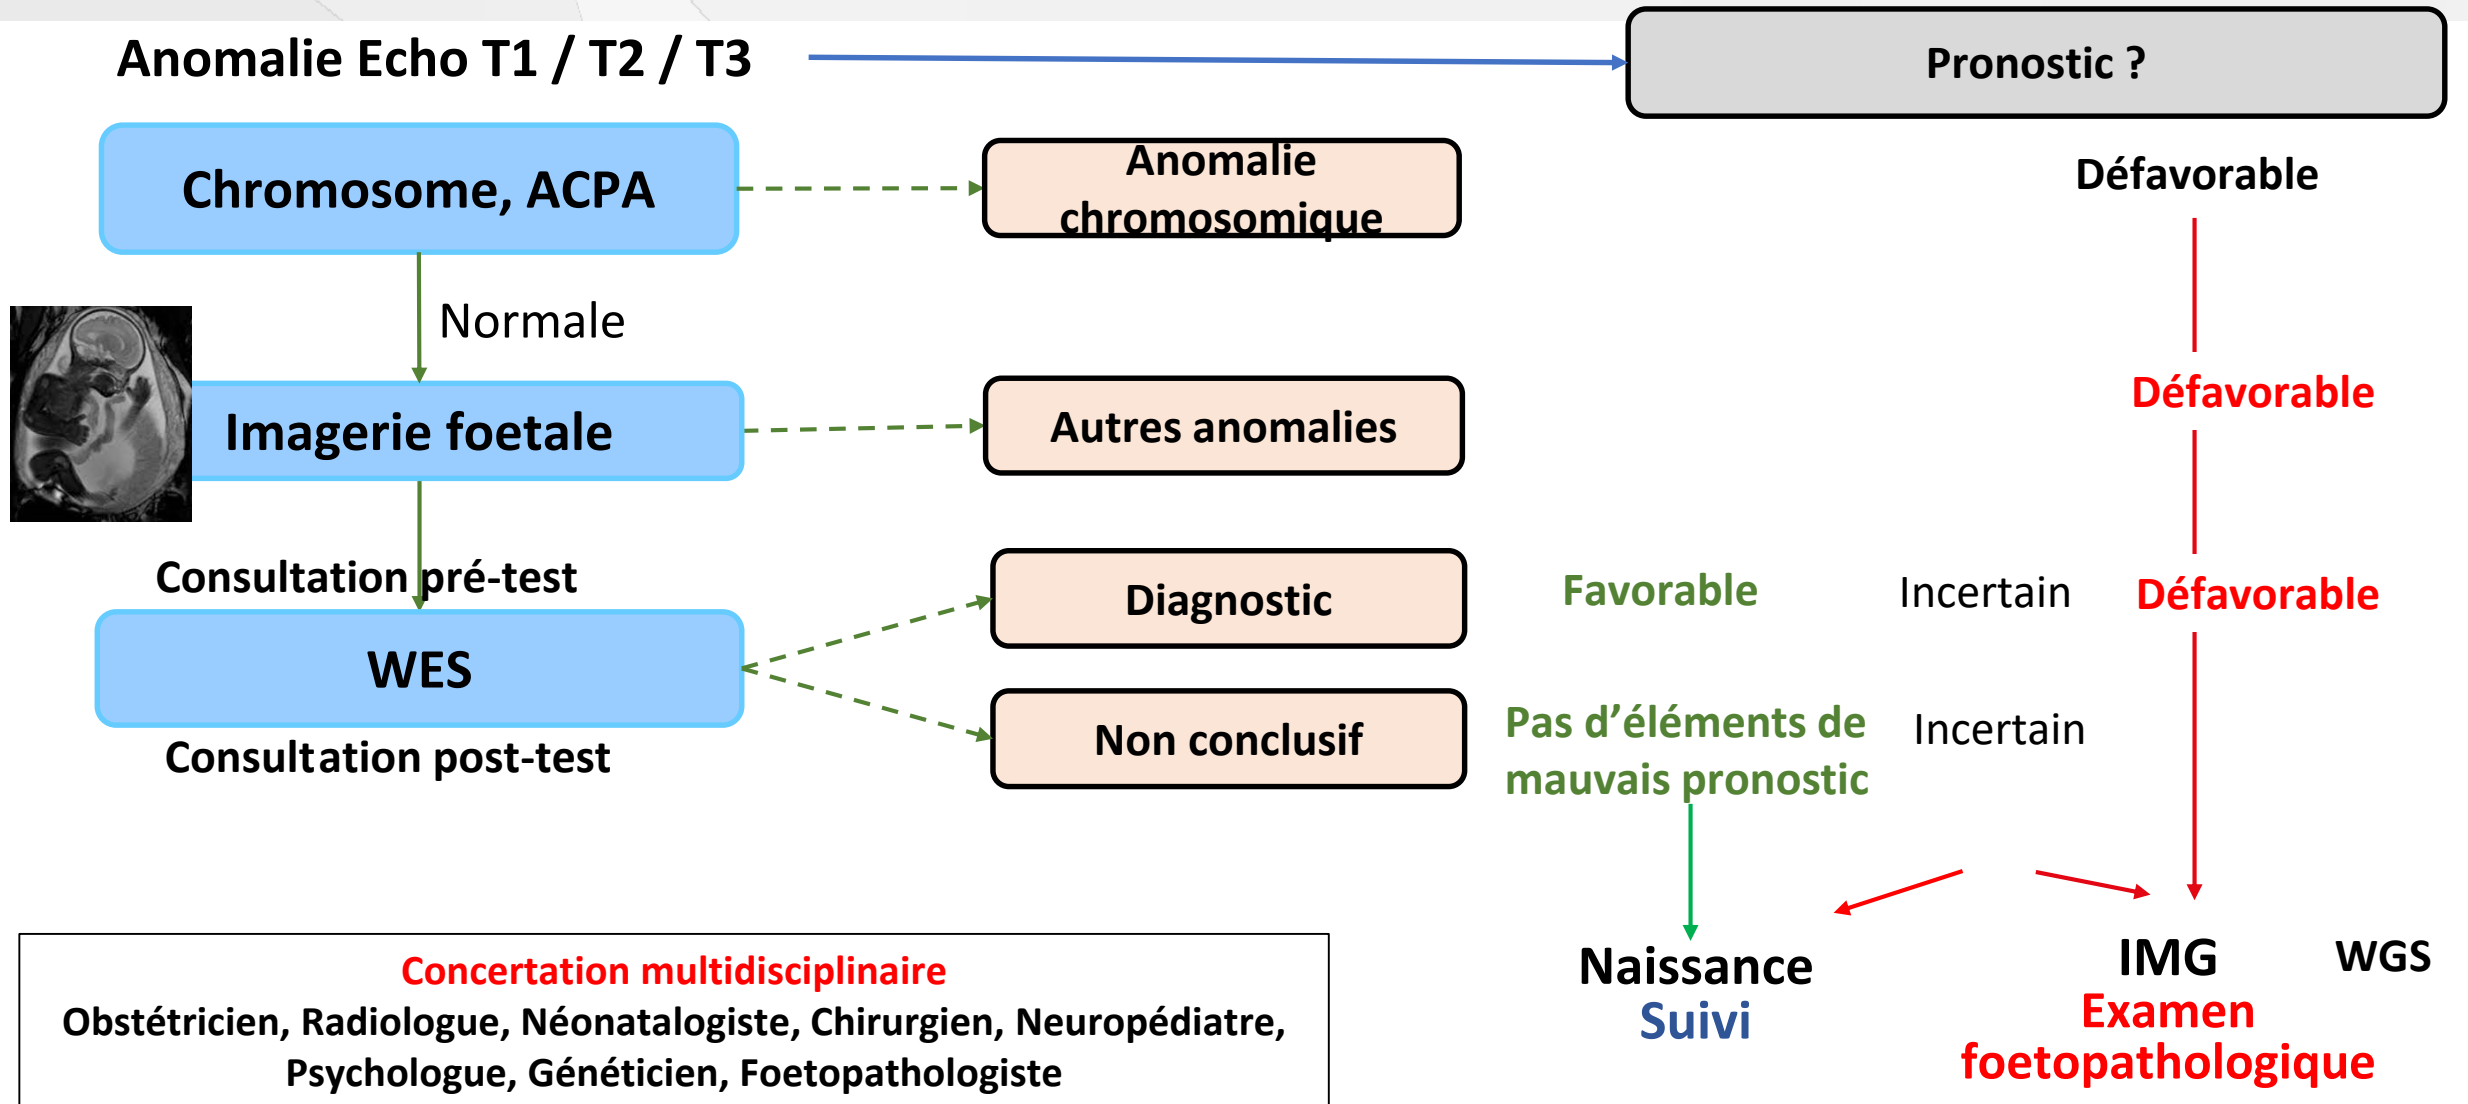 Anomalie Echo T1 / T2 / T3
Pronostic ?
Chromosome, ACPA
Anomalie
chromosomique
Défavorable
Normale
Imagerie foetale
Autres anomalies
Défavorable
Consultation pré-test
WES
Consultation post-test
Diagnostic
Favorable
Incertain
Défavorable
Non conclusif
Pas d’éléments de
mauvais pronostic
Incertain
Naissance
Suivi
IMG
WGS
Examen
foetopathologique
Concertation multidisciplinaire
Obstétricien, Radiologue, Néonatalogiste, Chirurgien, Neuropédiatre,
Psychologue, Généticien, Foetopathologiste